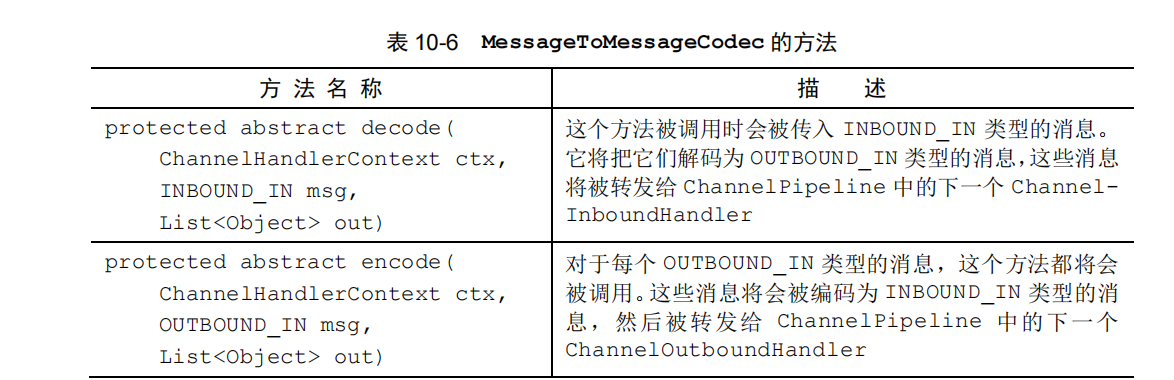 表 10-6 MessageToMessageCodec 的方法
方 法 名 称
描 述
protected abstract decode(
ChannelHandlerContext ctx,
INBOUND_IN msg,
List<Object> out)
这个方法被调用时会被传入 INBOUND_IN 类型的消息。
它将把它们解码为 OUTBOUND_IN 类型的消息，这些消息
将被转发给 ChannelPipeline 中的下一个 Channel-
InboundHandler
protected abstract encode(
ChannelHandlerContext ctx,
OUTBOUND_IN msg,
List<Object> out)
对于每个 OUTBOUND_IN 类型的消息，这个方法都将会
被调用。这些消息将会被编码为 INBOUND_IN 类型的消
息，然后被转发给 ChannelPipeline 中的下一个
ChannelOutboundHandler